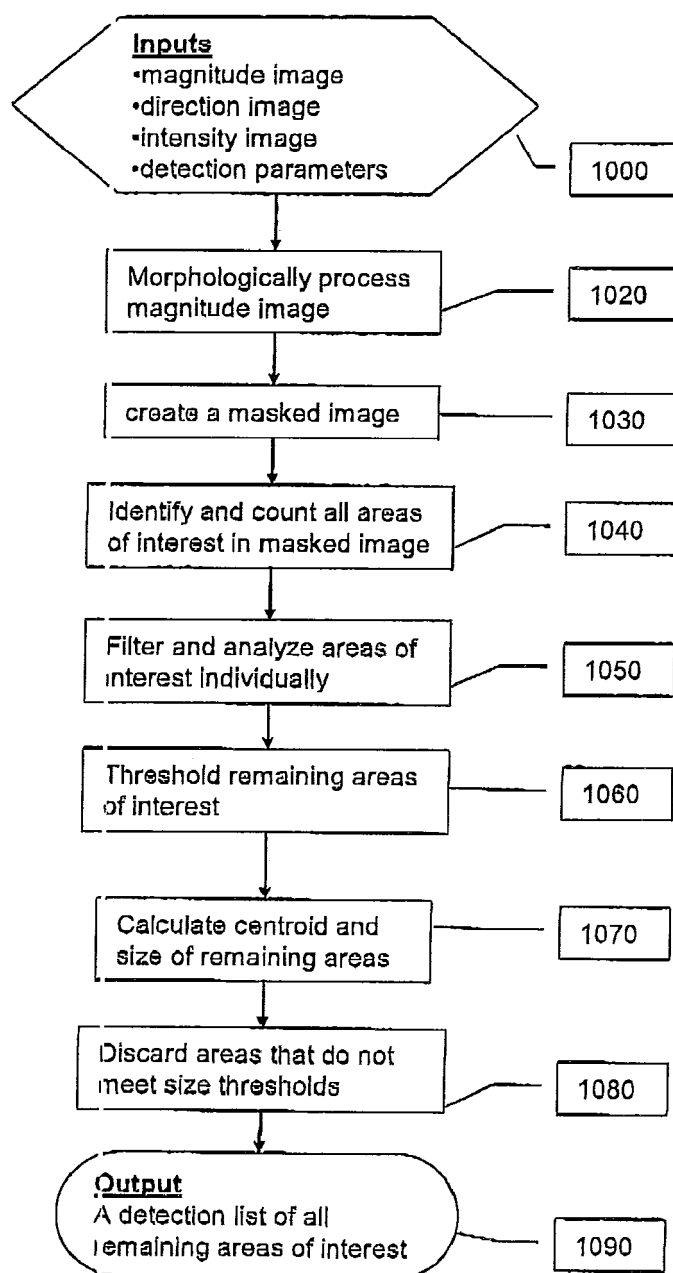 Inputs
•magnitude image
•direction image
•intensity image
•detection parameters
1000
Morphologically process
magnitude image
1020
create a masked image
1030
Identify and count all areas
of interest in masked image
1040
Filter and analyze areas of
interest individually
1050
Threshold remaining areas
of interest
1060
Calculate centroid and
size of remaining areas
1070
Discard areas that do not
meet size thresholds
1080
Output
A detection list of all
remaining areas of interest
1090